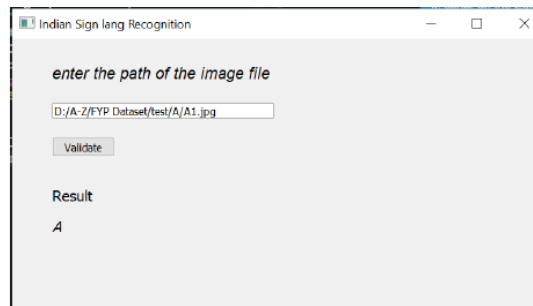 Indian Sign lang Recognition
enter the path of the image file
D:/A-Z/FYP Dataset/test/A/A1.jpg
Validate
Result
A